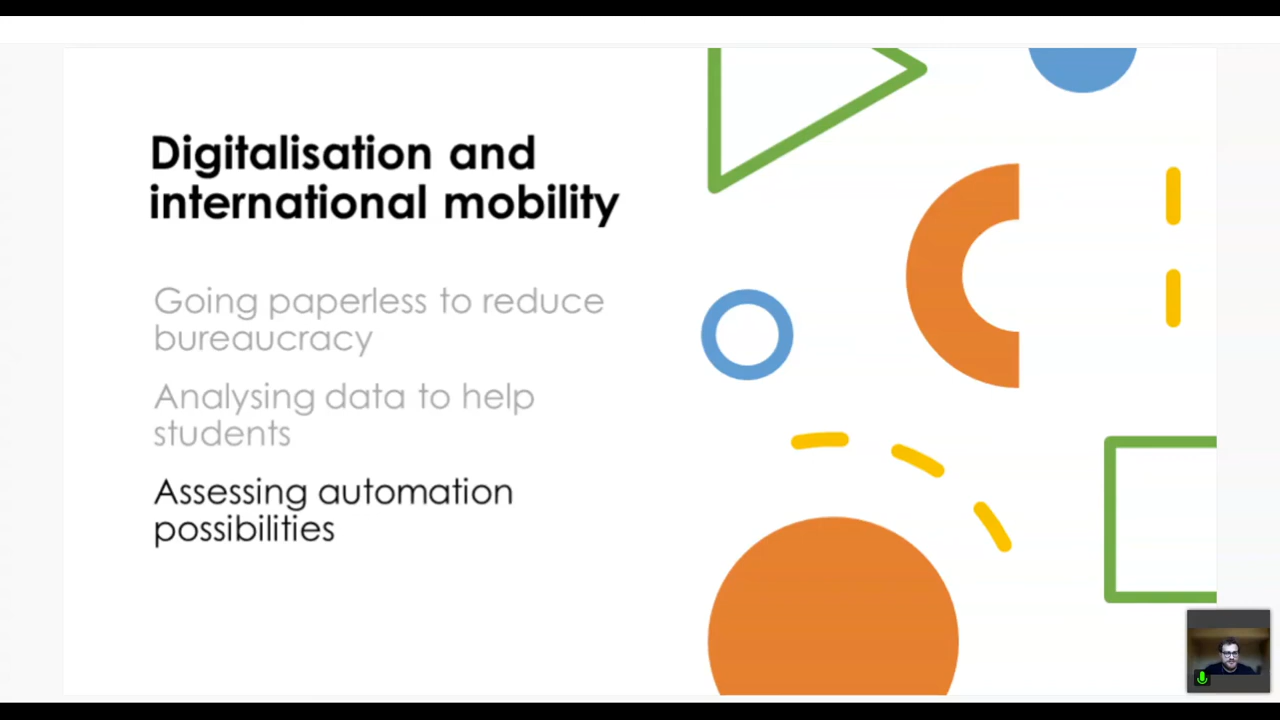 Digitalisation and
international mobility
Going paperless to reduce
bureaucracy
Analysing data to help
students
Assessing automation
possibilities